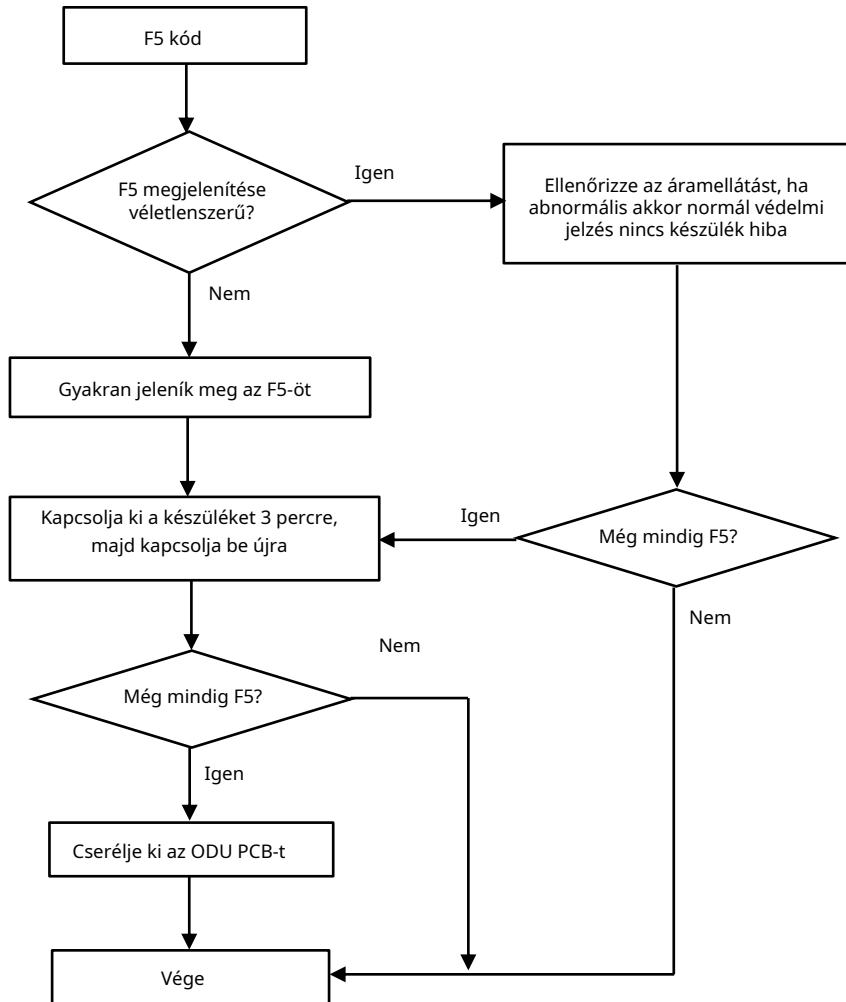 F5 kód
F5 megjelenítése
véletlenszerű?
Igen
Ellenőrizze az áramellátást, ha
abnormális akkor normál védelmi
jelzés nincs készülék hiba
Nem
Gyakran jeleník meg az F5-öt
Kapcsolja ki a készüléket 3 percre,
majd kapcsolja be újra
Igen
Még mindig F5?
Nem
Nem
Még mindig F5?
Igen
Cserélje ki az ODU PCB-t
Vége